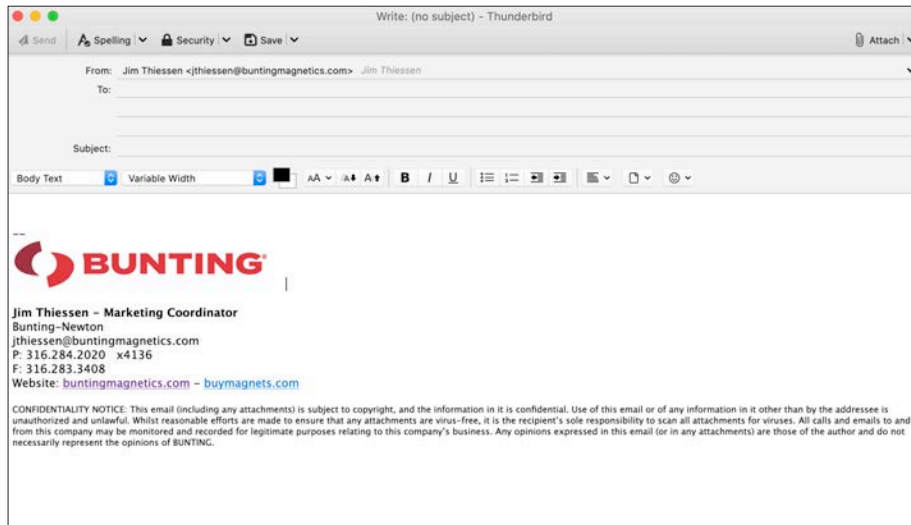 Write: (no subject) - Thunderbird
Send Spelling Security Save Attach
From: Jim Thiessen <jthiessen@buntingmagnetics.com> Jim Thiessen
To:
Subject:
Body Text Variable Width AA A A B I U
--
BUNTING®
Jim Thiessen – Marketing Coordinator
Bunting–Newton
jthiessen@buntingmagnetics.com
P: 316.284.2020 x4136
F: 316.283.3408
Website: buntingmagnetics.com – buymagnets.com
CONFIDENTIALITY NOTICE: This email (including any attachments) is subject to copyright, and the information in it is confidential. Use of this email or of any information in it other than by the addressee is
unauthorized and unlawful. Whilst reasonable efforts are made to ensure that any attachments are virus-free, it is the recipient's sole responsibility to scan all attachments for viruses. All calls and emails to and
from this company may be monitored and recorded for legitimate purposes relating to this company's business. Any opinions expressed in this email (or in any attachments) are those of the author and do not
necessarily represent the opinions of BUNTING.